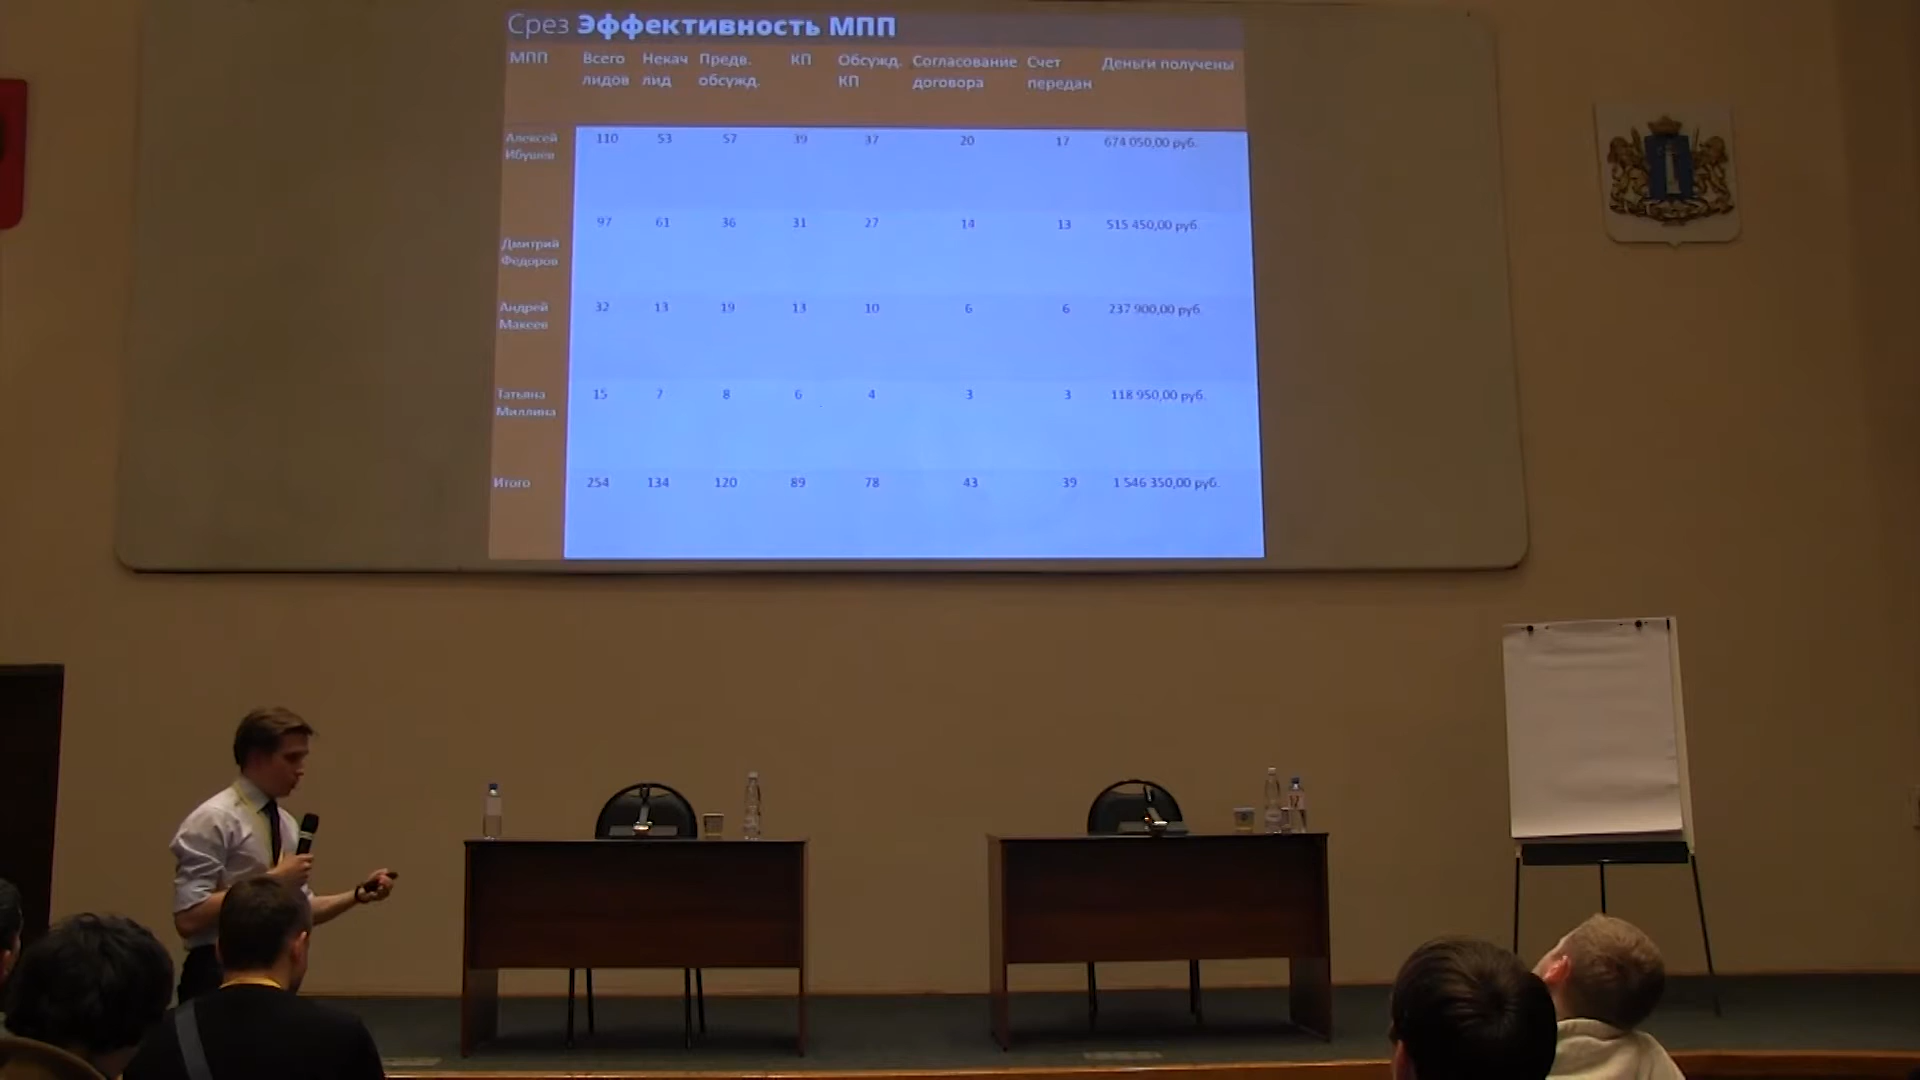 Срез Эффективность МПП
МПП Всего лидов Некач лид Предв. обсужд. КП Обсужд. КП Согласование договора Счет передан Деньги получены
Алексей Ибушев 110 53 57 39 37 20 17 674 050,00 руб.
Дмитрий Федоров 97 61 36 31 27 14 13 515 450,00 руб.
Андрей Макеев 32 13 19 13 10 6 6 237 900,00 руб.
Татьяна Миллина 15 7 8 6 4 3 3 118 950,00 руб.
Итого 254 134 120 89 78 43 39 1 546 350,00 руб.